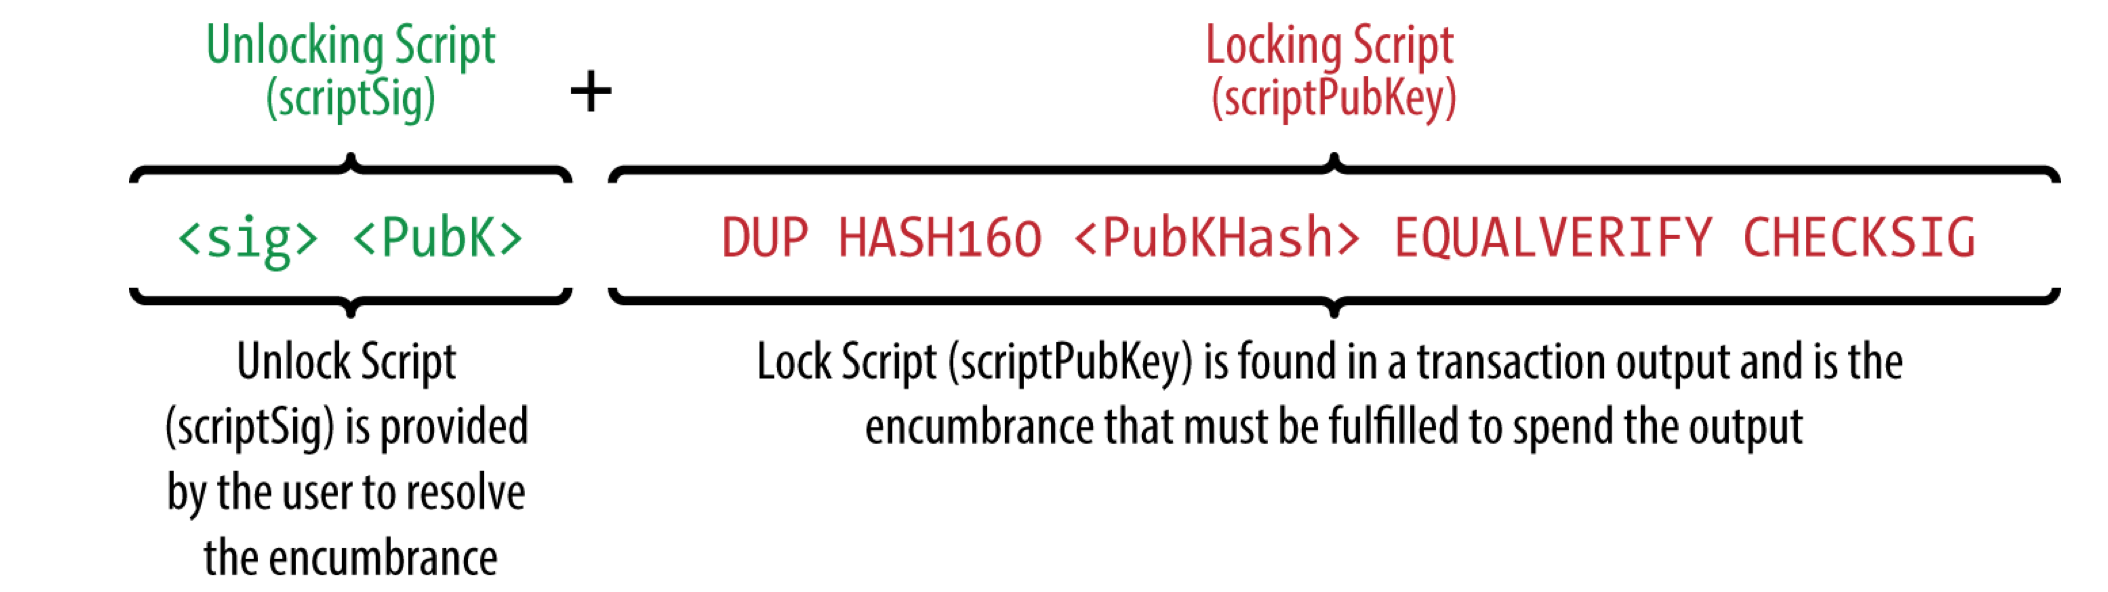 Unlocking Script
(scriptSig)
+
Locking Script
(scriptPubKey)
<sig> <PubK>
DUP HASH160 <PubKHash> EQUALVERIFY CHECKSIG
Unlock Script
(scriptSig) is provided
by the user to resolve
the encumbrance
Lock Script (scriptPubKey) is found in a transaction output and is the
encumbrance that must be fulfilled to spend the output